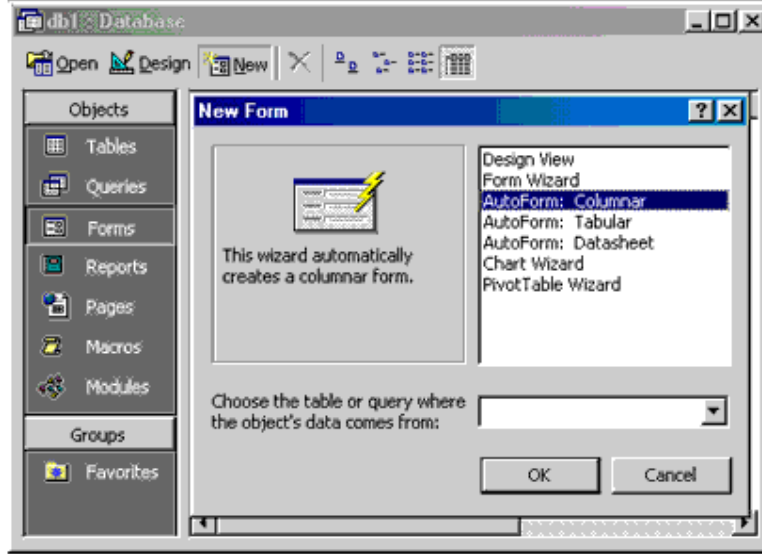 db1 : Database
Open Design New
Objects
Tables
Queries
Forms
Reports
Pages
Macros
Modules
Groups
Favorites
New Form
This wizard automatically
creates a columnar form.
Design View
Form Wizard
AutoForm: Columnar
AutoForm: Tabular
AutoForm: Datasheet
Chart Wizard
PivotTable Wizard
Choose the table or query where
the object's data comes from:
OK Cancel